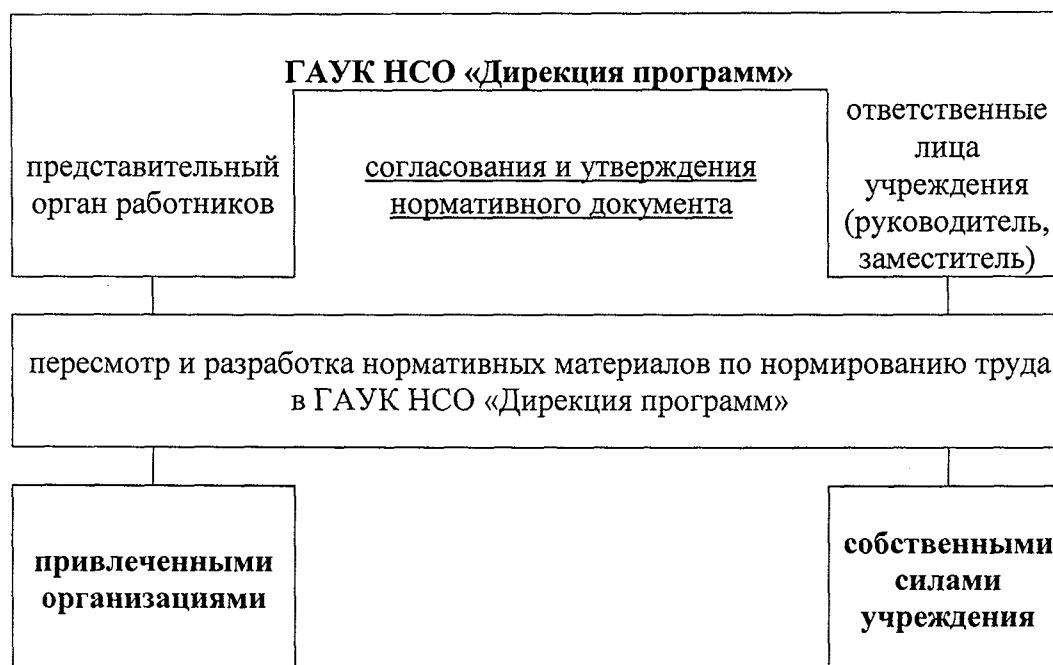 ГАУК НСО «Дирекция программ»
представительный
орган работников
согласования и утверждения
нормативного документа
ответственные
лица
учреждения
(руководитель,
заместитель)
пересмотр и разработка нормативных материалов по нормированию труда
в ГАУК НСО «Дирекция программ»
привлеченными
организациями
собственными
силами
учреждения